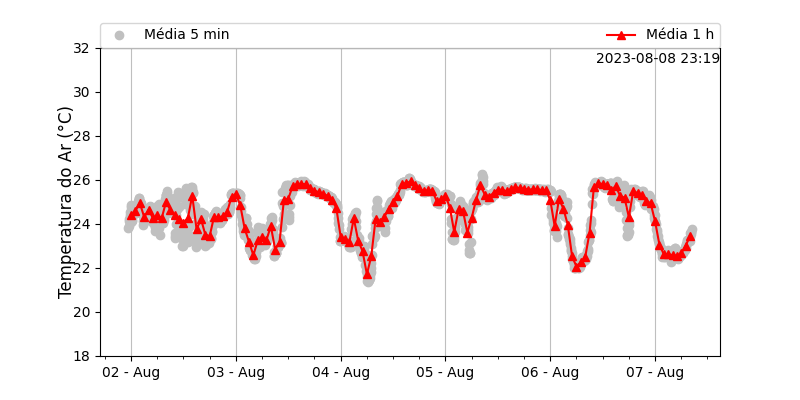 Média 5 min
Média 1 h
2023-08-08 23:19
Temperatura do Ar (°C)
32
30
28
26
24
22
20
18
02 - Aug
03 - Aug
04 - Aug
05 - Aug
06 - Aug
07 - Aug